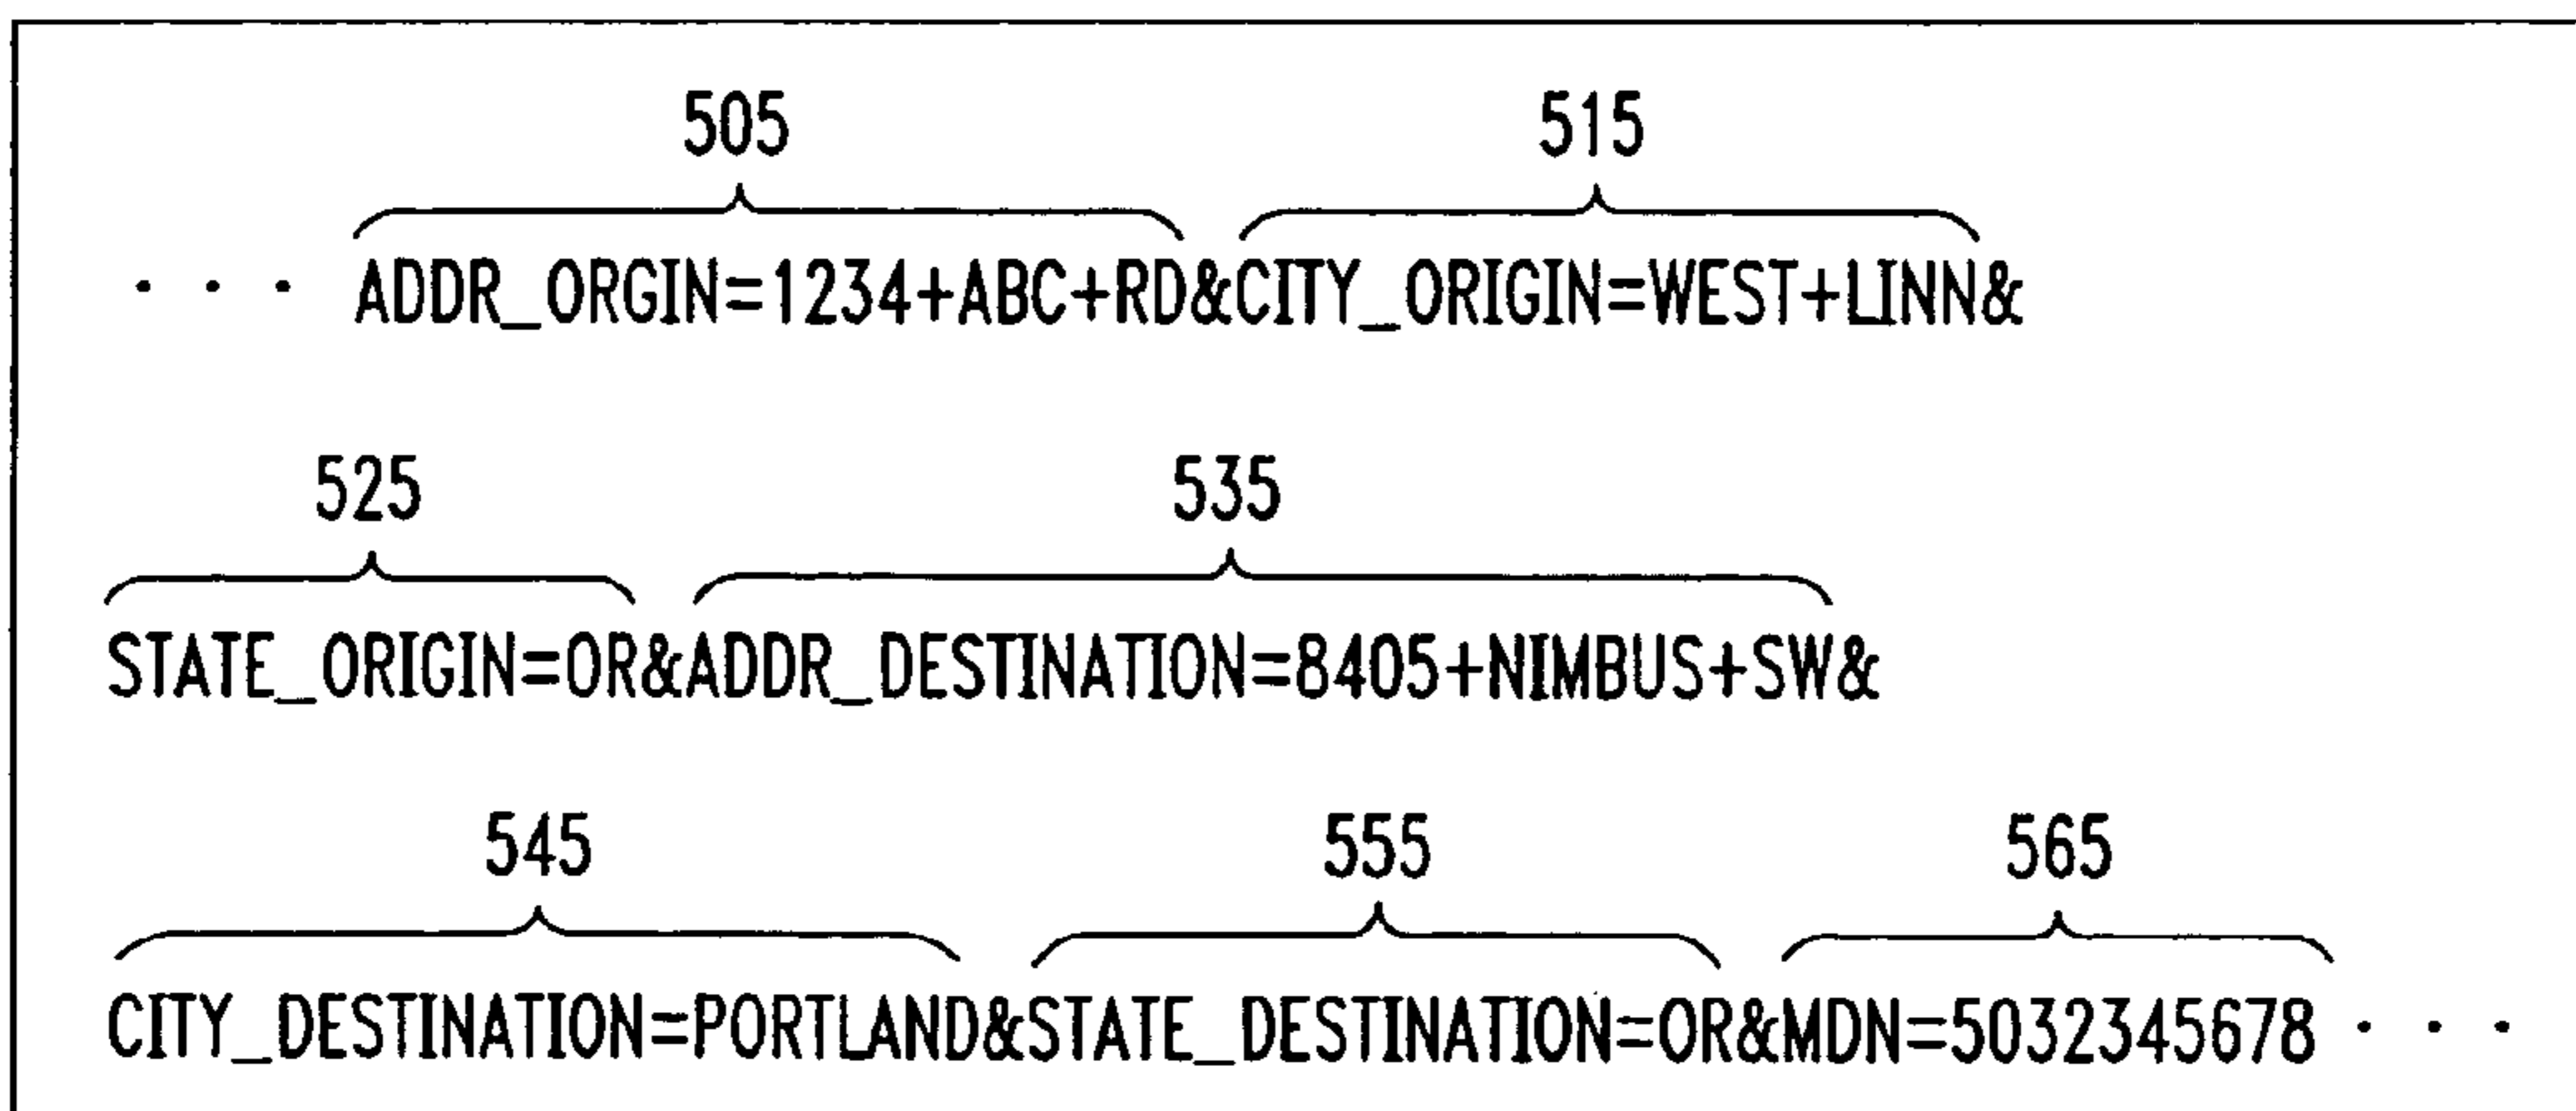 505 515
. . . ADDR_ORGIN=1234+ABC+RD&CITY_ORIGIN=WEST+LINN&
525 535
STATE_ORIGIN=OR&ADDR_DESTINATION=8405+NIMBUS+SW&
545 555 565
CITY_DESTINATION=PORTLAND&STATE_DESTINATION=OR&MDN=5032345678 . . .